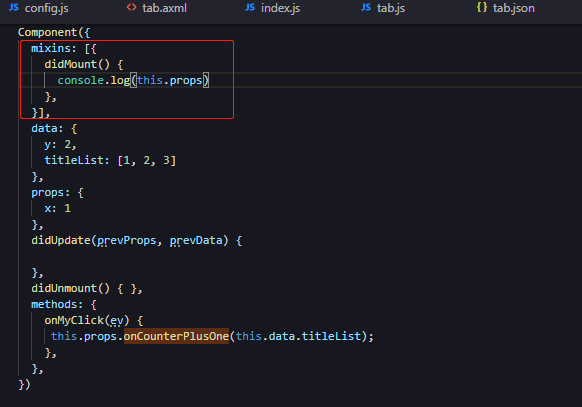 JS config.js <> tab.axml JS index.js JS tab.js {} tab.json
Component({
mixins: [{
didMount() {
console.log(this.props)
},
}],
data: {
y: 2,
titleList: [1, 2, 3]
},
props: {
x: 1
},
didUpdate(prevProps, prevData) {
},
didUnmount() { },
methods: {
onMyClick(ev) {
this.props.onCounterPlusOne(this.data.titleList);
},
},
})